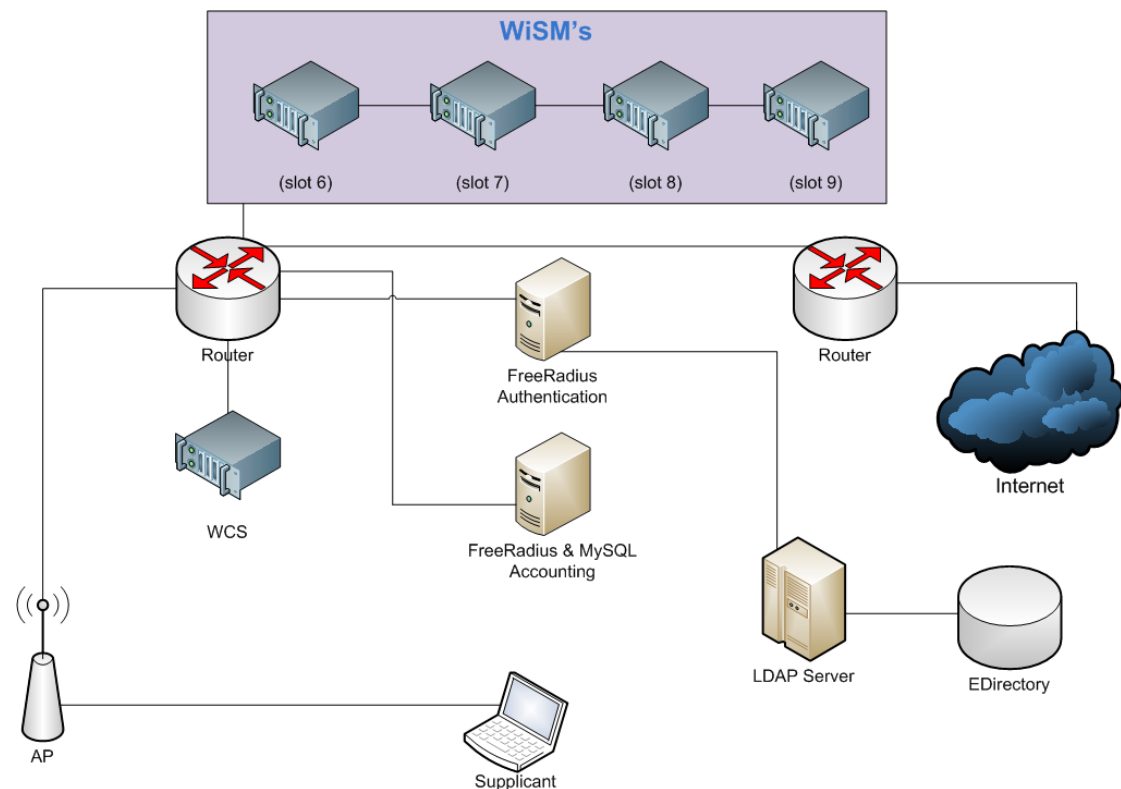 WiSM's
(slot 6)
(slot 7)
(slot 8)
(slot 9)
Router
Router
FreeRadius
Authentication
Internet
WCS
FreeRadius & MySQL
Accounting
LDAP Server
EDirectory
AP
Supplicant